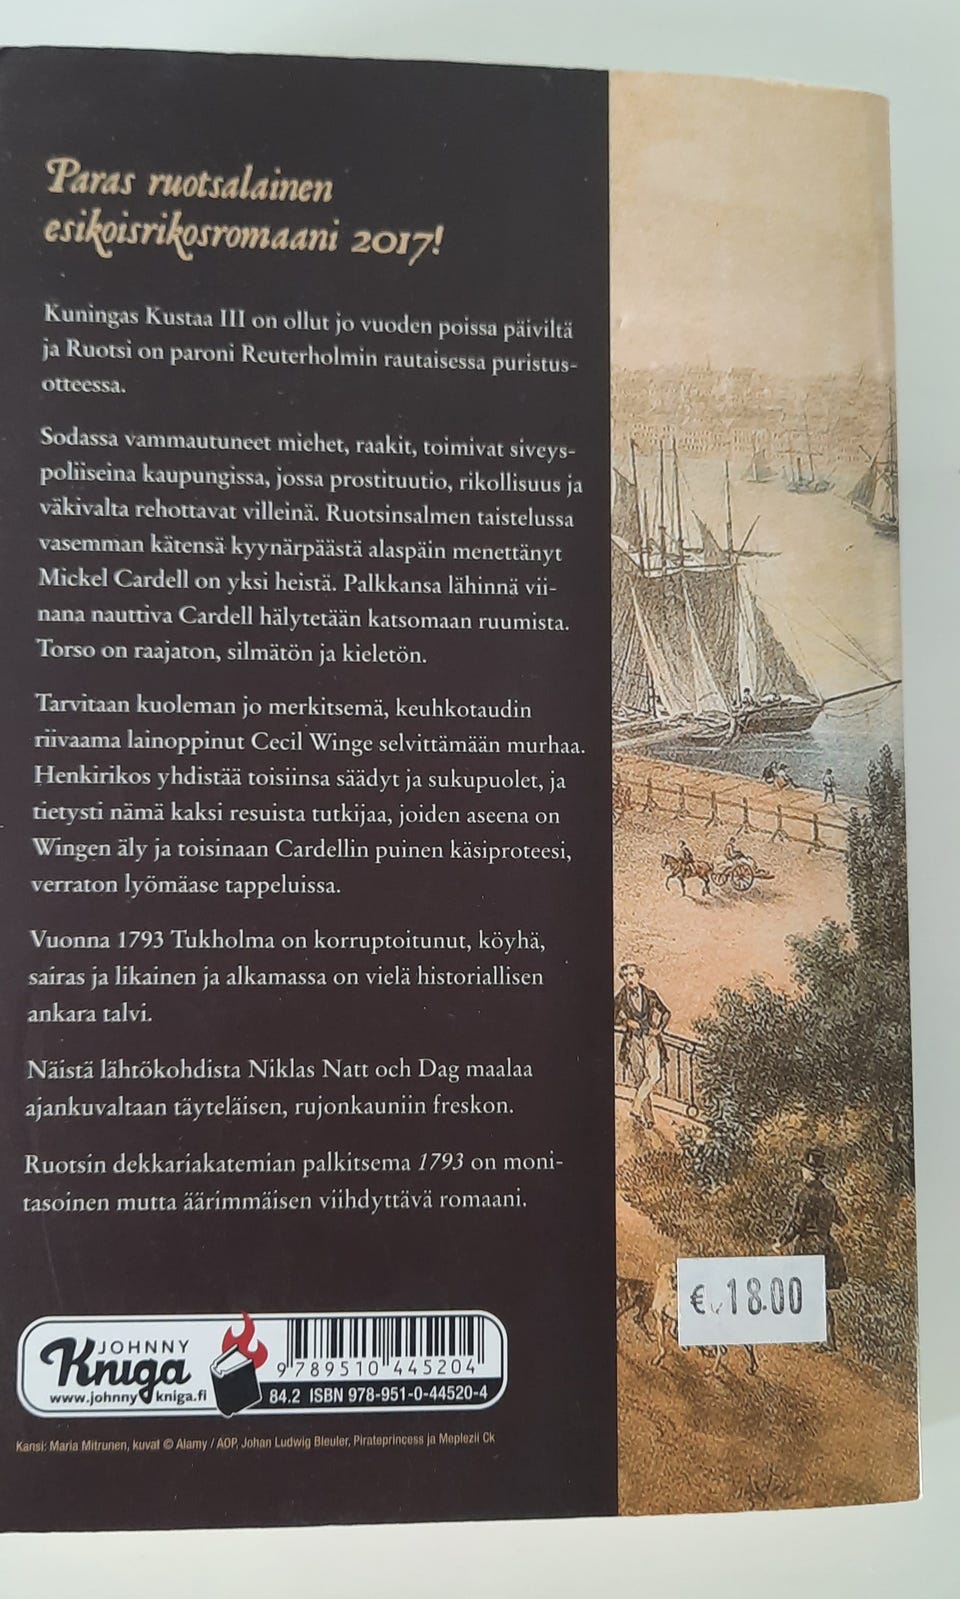 Paras ruotsalainen
esikoisrikosromaani 2017!
Kuningas Kustaa III on ollut jo vuoden poissa päiviltä
ja Ruotsi on paroni Reuterholmin rautaisessa puristus-
otteessa.
Sodassa vammautuneet miehet, raakit, toimivat siveys-
poliiseina kaupungissa, jossa prostituutio, rikollisuus ja
väkivalta rehottavat villeinä. Ruotsinsalmen taistelussa
vasemman kätensä kyynärpäästä alaspäin menettänyt
Mickel Cardell on yksi heistä. Palkkansa lähinnä vii-
nana nauttiva Cardell hälytetään katsomaan ruumista.
Torso on raajaton, silmätön ja kieletön.
Tarvitaan kuoleman jo merkitsemä, keuhkotaudin
riivaama lainoppinut Cecil Winge selvittämään murhaa.
Henkirikos yhdistää toisiinsa säädyt ja sukupuolet, ja
tietysti nämä kaksi resuista tutkijaa, joiden aseena on
Wingen äly ja toisinaan Cardellin puinen käsiproteesi,
verraton lyömäase tappeluissa.
Vuonna 1793 Tukholma on korruptoitunut, köyhä,
sairas ja likainen ja alkamassa on vielä historiallisen
ankara talvi.
Näistä lähtökohdista Niklas Natt och Dag maalaa
ajankuvaltaan täyteläisen, rujonkauniin freskon.
Ruotsin dekkariakatemian palkitsema 1793 on moni-
tasoinen mutta äärimmäisen viihdyttävä romaani.
€ 18.00
JOHNNY
Kniga
www.johnnykniga.fi
9 789510 445204
84.2 ISBN 978-951-0-44520-4
Kansi: Maria Mitrunen, kuvat © Alamy / AOP, Johan Ludwig Bleuler, Pirateprincess ja Meplezii Ck